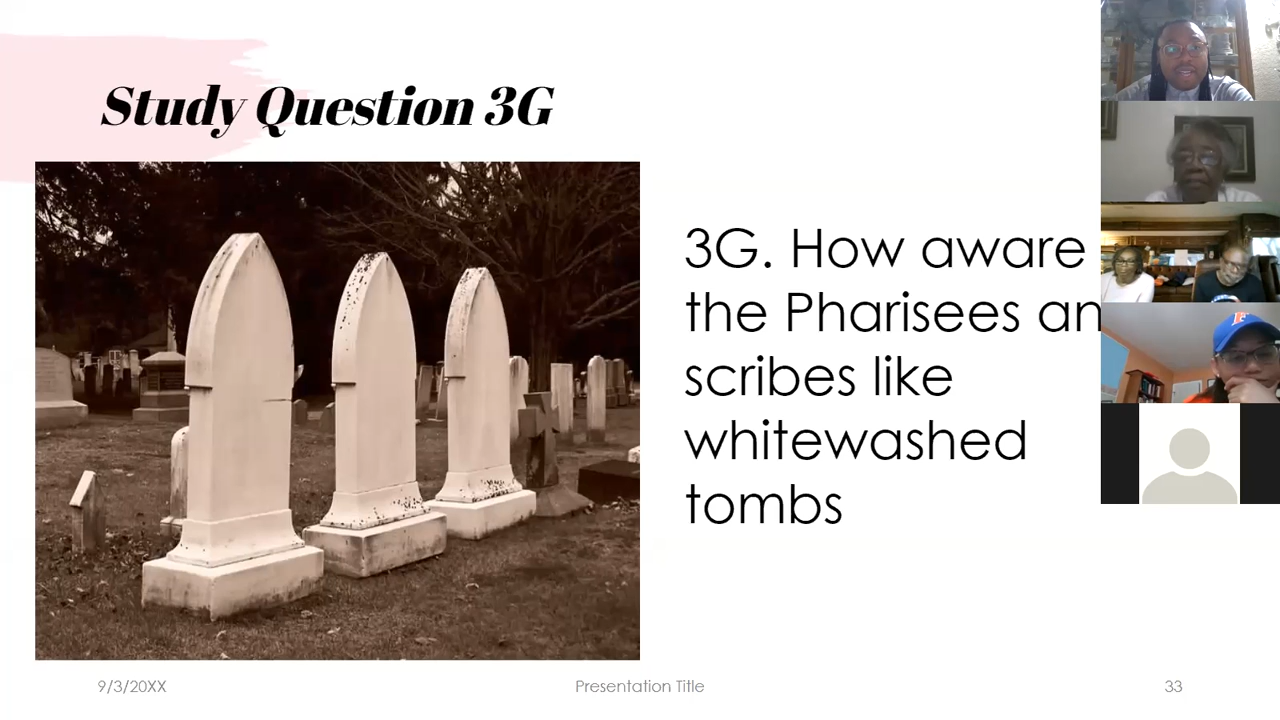 Study Question 3G
3G. How aware
the Pharisees an
scribes like
whitewashed
tombs
9/3/20XX
Presentation Title
33